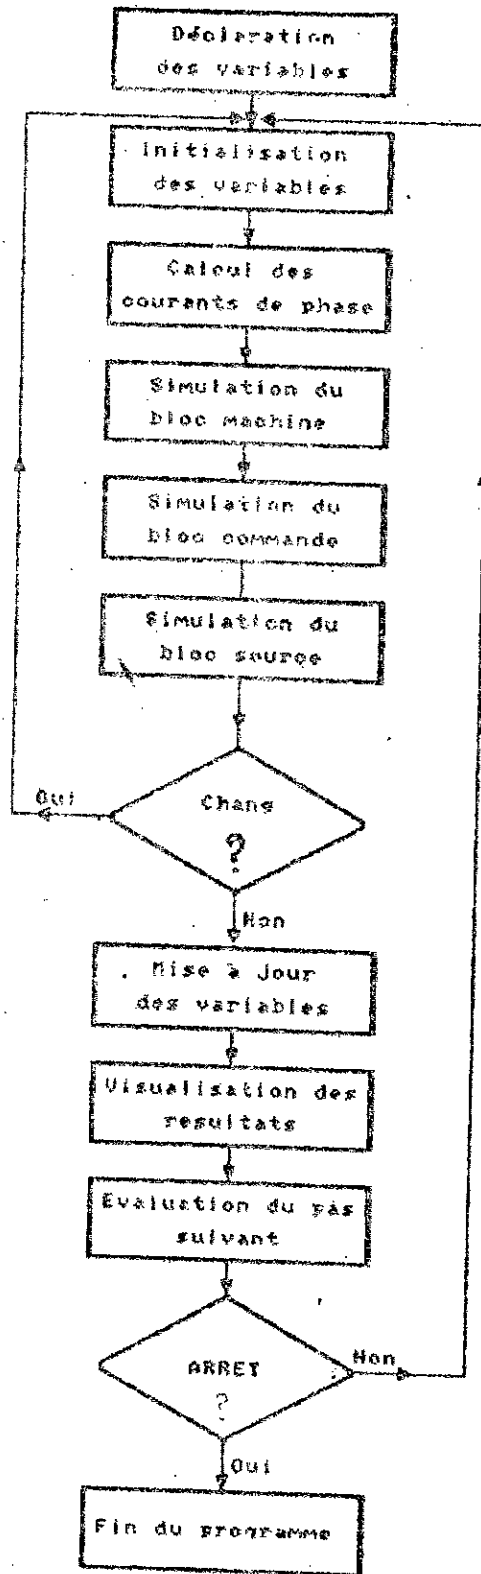 Déclaration
des variables
Initialisation
des variables
Calcul des
courants de phase
Simulation du
bloc machine
Simulation du
bloc commande
Simulation du
bloc source
Chang
?
Oui
Non
Mise à Jour
des variables
Visualisation des
resultats
Evaluation du pas
suivant
ARRET
?
Non
Oui
Fin du programme